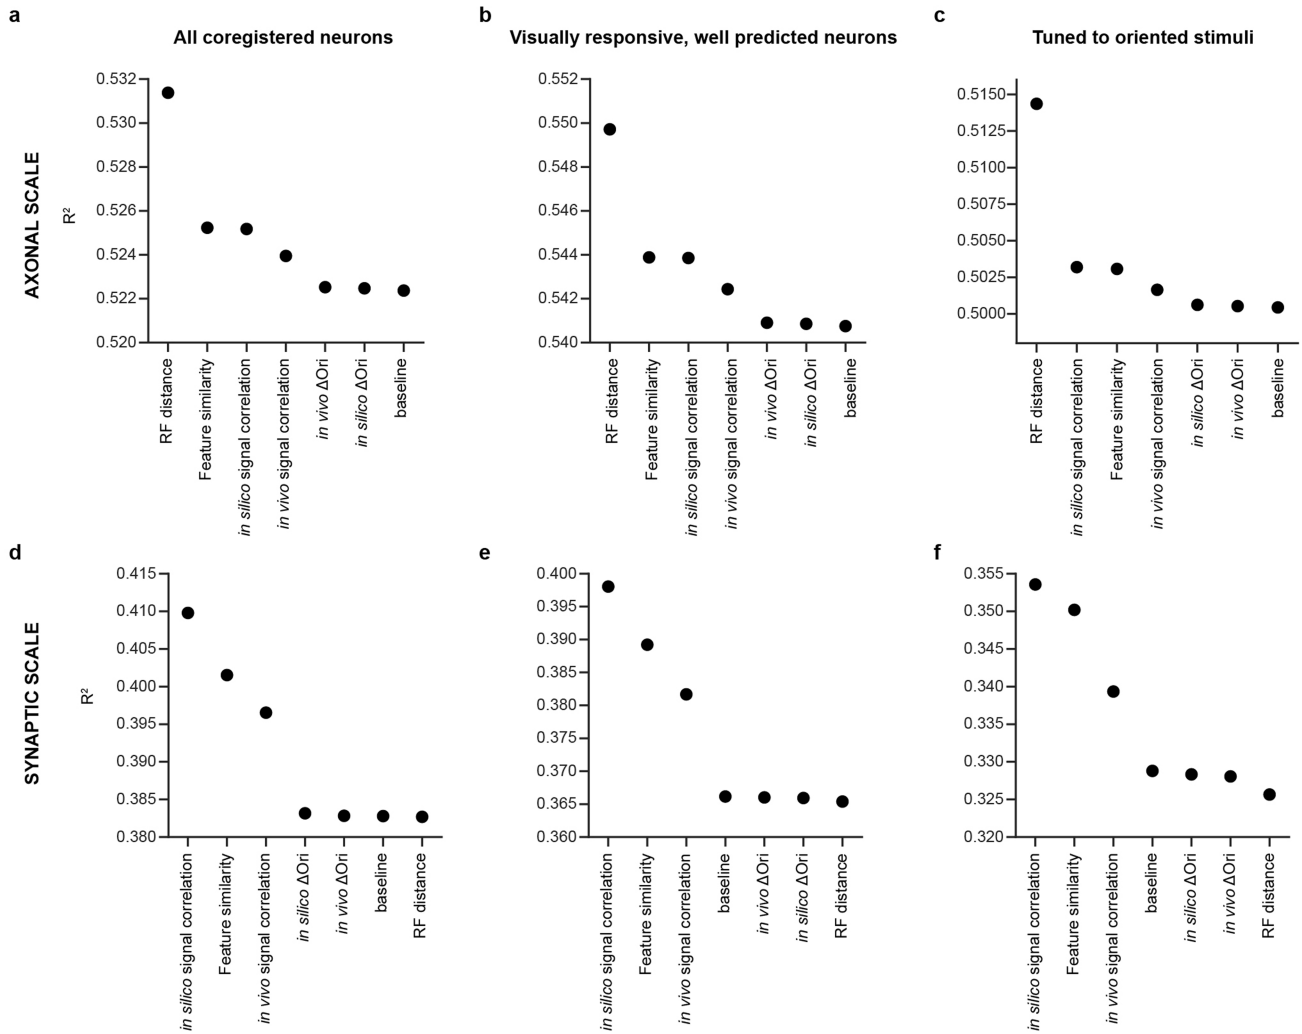 a
All coregistered neurons
b
Visually responsive, well predicted neurons
c
Tuned to oriented stimuli
AXONAL SCALE
R²
0.532
0.530
0.528
0.526
0.524
0.522
0.520
RF distance
Feature similarity
in silico signal correlation
in vivo signal correlation
in vivo ΔOri
in silico ΔOri
baseline
0.552
0.550
0.548
0.546
0.544
0.542
0.540
RF distance
Feature similarity
in silico signal correlation
in vivo signal correlation
in vivo ΔOri
in silico ΔOri
baseline
0.5150
0.5125
0.5100
0.5075
0.5050
0.5025
0.5000
RF distance
in silico signal correlation
Feature similarity
in vivo signal correlation
in silico ΔOri
in vivo ΔOri
baseline
d
e
f
SYNAPTIC SCALE
R²
0.415
0.410
0.405
0.400
0.395
0.390
0.385
0.380
in silico signal correlation
Feature similarity
in vivo signal correlation
in silico ΔOri
in vivo ΔOri
baseline
RF distance
0.400
0.395
0.390
0.385
0.380
0.375
0.370
0.365
0.360
in silico signal correlation
Feature similarity
in vivo signal correlation
baseline
in vivo ΔOri
in silico ΔOri
RF distance
0.355
0.350
0.345
0.340
0.335
0.330
0.325
0.320
in silico signal correlation
Feature similarity
in vivo signal correlation
baseline
in silico ΔOri
in vivo ΔOri
RF distance